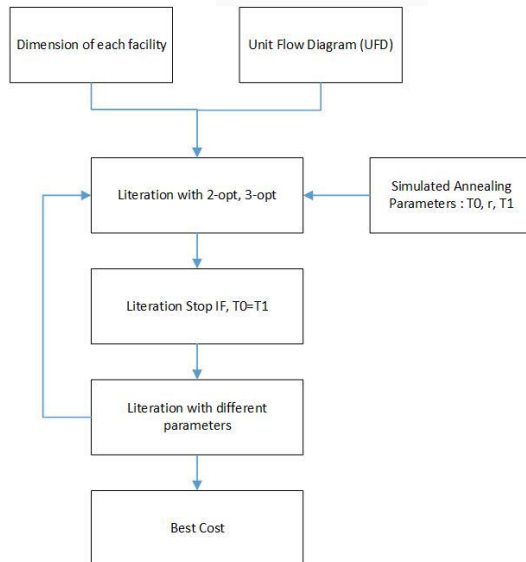 Dimension of each facility
Unit Flow Diagram (UFD)
Literation with 2-opt, 3-opt
Simulated Annealing
Parameters : T0, r, T1
Literation Stop IF, T0=T1
Literation with different
parameters
Best Cost